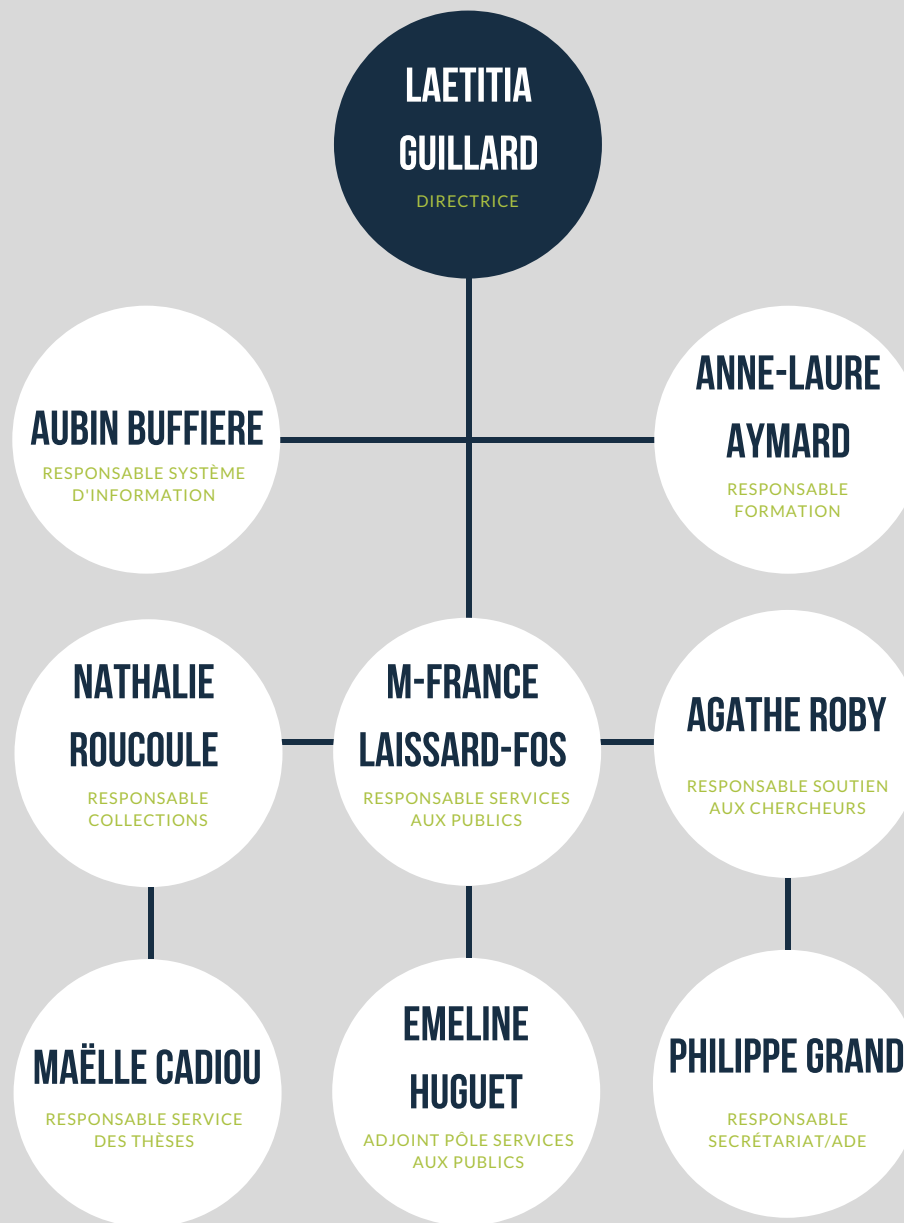 LAETITIA
GUILLARD
DIRECTRICE
AUBIN BUFFIERE
RESPONSABLE SYSTÈME
D'INFORMATION
ANNE-LAURE
AYMARD
RESPONSABLE
FORMATION
NATHALIE
ROUCOULE
RESPONSABLE
COLLECTIONS
M-FRANCE
LAISSARD-FOS
RESPONSABLE SERVICES
AUX PUBLICS
AGATHE ROBY
RESPONSABLE SOUTIEN
AUX CHERCHEURS
MAËLLE CADIOU
RESPONSABLE SERVICE
DES THÈSES
EMELINE
HUGUET
ADJOINT PÔLE SERVICES
AUX PUBLICS
PHILIPPE GRAND
RESPONSABLE
SECRÉTARIAT/ADE